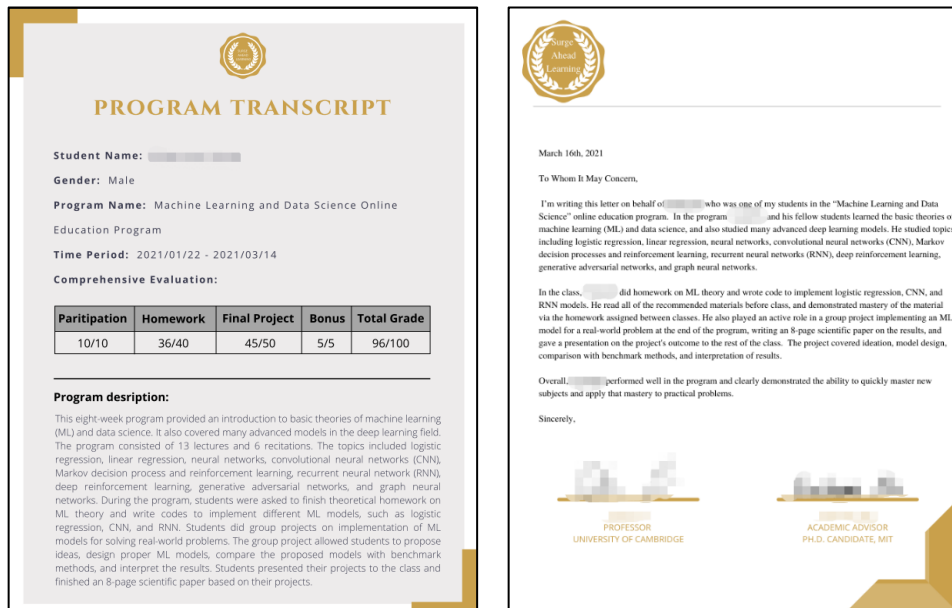 PROGRAM TRANSCRIPT
Student Name:
Gender: Male
Program Name: Machine Learning and Data Science Online
Education Program
Time Period: 2021/01/22 - 2021/03/14
Comprehensive Evaluation:
Paritipation Homework Final Project Bonus Total Grade
10/10 36/40 45/50 5/5 96/100
Program desription:
This eight-week program provided an introduction to basic theories of machine learning
(ML) and data science. It also covered many advanced models in the deep learning field.
The program consisted of 13 lectures and 6 recitations. The topics included logistic
regression, linear regression, neural networks, convolutional neural networks (CNN),
Markov decision process and reinforcement learning, recurrent neural network (RNN),
deep reinforcement learning, generative adversarial networks, and graph neural
networks. During the program, students were asked to finish theoretical homework on
ML theory and write codes to implement different ML models, such as logistic
regression, CNN, and RNN. Students did group projects on implementation of ML
models for solving real-world problems. The group project allowed students to propose
ideas, design proper ML models, compare the proposed models with benchmark
methods, and interpret the results. Students presented their projects to the class and
finished an 8-page scientific paper based on their projects.
Surge
Ahead
Learning
March 16th, 2021
To Whom It May Concern,
I'm writing this letter on behalf of who was one of my students in the "Machine Learning and Data
Science" online education program. In the program and his fellow students learned the basic theories of
machine learning (ML) and data science, and also studied many advanced deep learning models. He studied topics
including logistic regression, linear regression, neural networks, convolutional neural networks (CNN), Markov
decision processes and reinforcement learning, recurrent neural networks (RNN), deep reinforcement learning,
generative adversarial networks, and graph neural networks.
In the class, did homework on ML theory and wrote code to implement logistic regression, CNN, and
RNN models. He read all of the recommended materials before class, and demonstrated mastery of the material
via the homework assigned between classes. He also played an active role in a group project implementing an ML
model for a real-world problem at the end of the program, writing an 8-page scientific paper on the results, and
gave a presentation on the project's outcome to the rest of the class. The project covered ideation, model design,
comparison with benchmark methods, and interpretation of results.
Overall, performed well in the program and clearly demonstrated the ability to quickly master new
subjects and apply that mastery to practical problems.
Sincerely,
PROFESSOR
UNIVERSITY OF CAMBRIDGE
ACADEMIC ADVISOR
PH.D. CANDIDATE, MIT